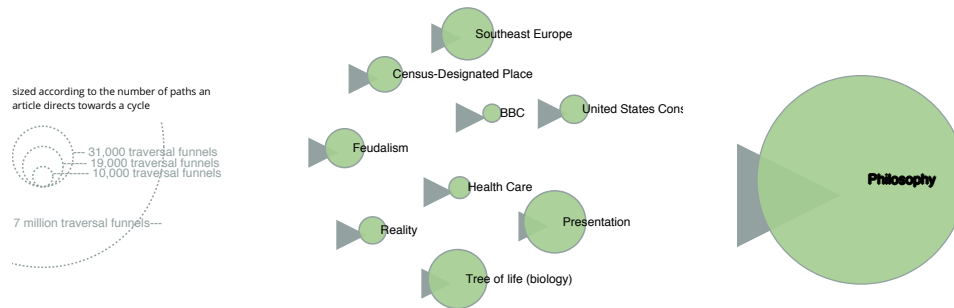 sized according to the number of paths an
article directs towards a cycle
31,000 traversal funnels
19,000 traversal funnels
10,000 traversal funnels
7 million traversal funnels
Southeast Europe
Census-Designated Place
BBC
United States Cons
Feudalism
Health Care
Reality
Presentation
Tree of life (biology)
Philosophy